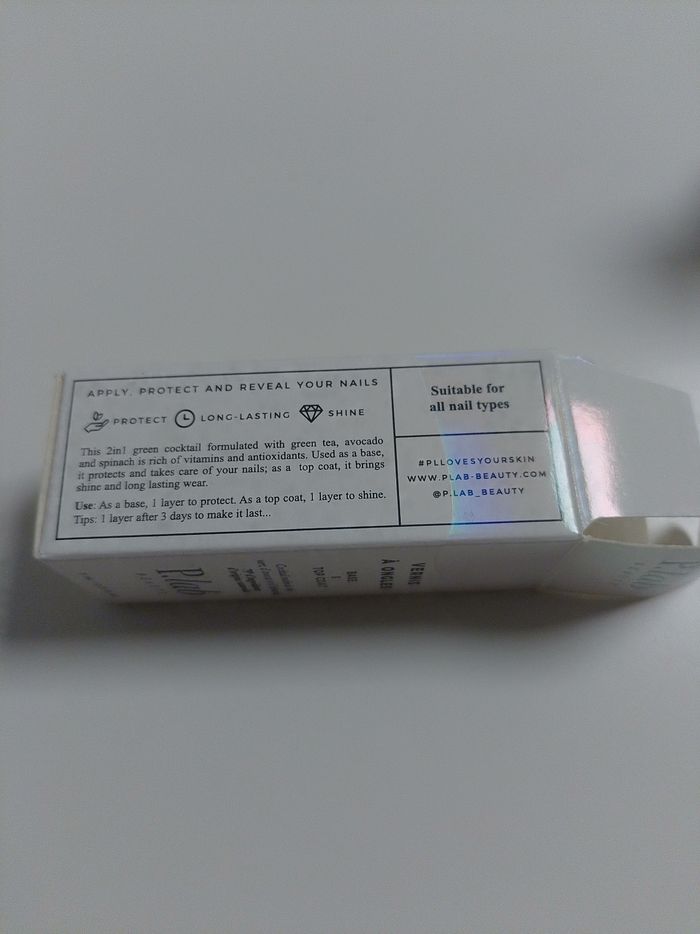 APPLY, PROTECT AND REVEAL YOUR NAILS
PROTECT LONG-LASTING SHINE
This 2in1 green cocktail formulated with green tea, avocado
and spinach is rich of vitamins and antioxidants. Used as a base,
it protects and takes care of your nails; as a top coat, it brings
shine and long lasting wear.
Use: As a base, 1 layer to protect. As a top coat, 1 layer to shine.
Tips: 1 layer after 3 days to make it last...
Suitable for
all nail types
#PLLOVESYOURSKIN
WWW.PLAB-BEAUTY.COM
@P.LAB_BEAUTY
VERNIS
À ONGLES
BASE
TOP COAT
P.lab
P.lab